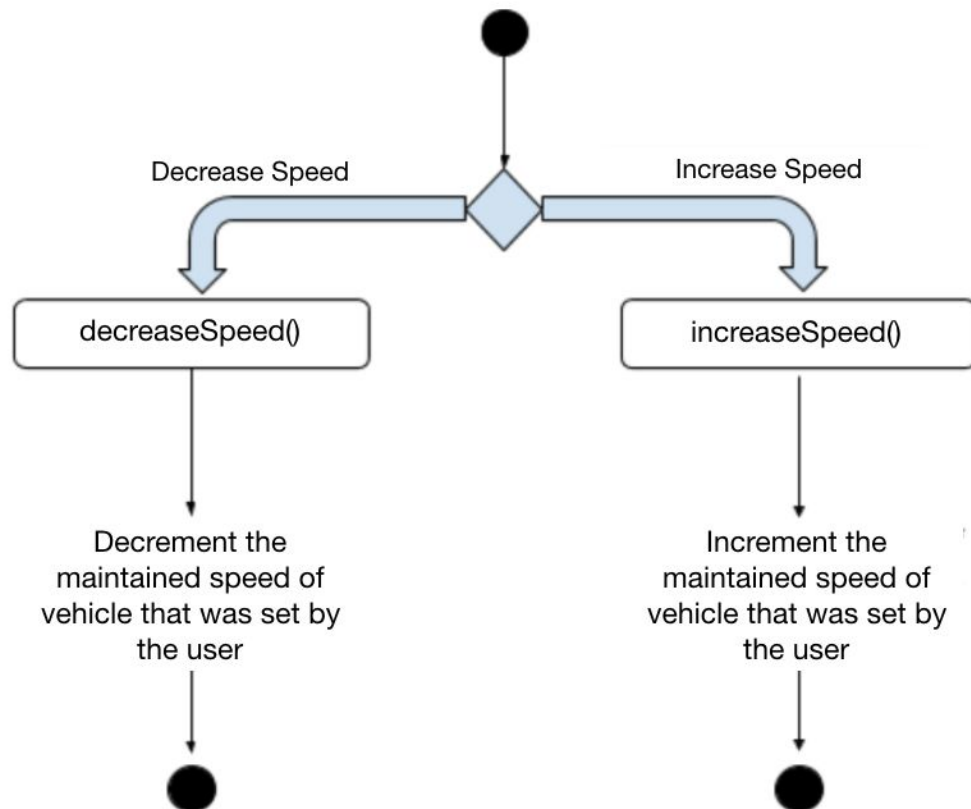 Decrease Speed
Increase Speed
decreaseSpeed()
increaseSpeed()
Decrement the
maintained speed of
vehicle that was set by
the user
Increment the
maintained speed of
vehicle that was set by
the user